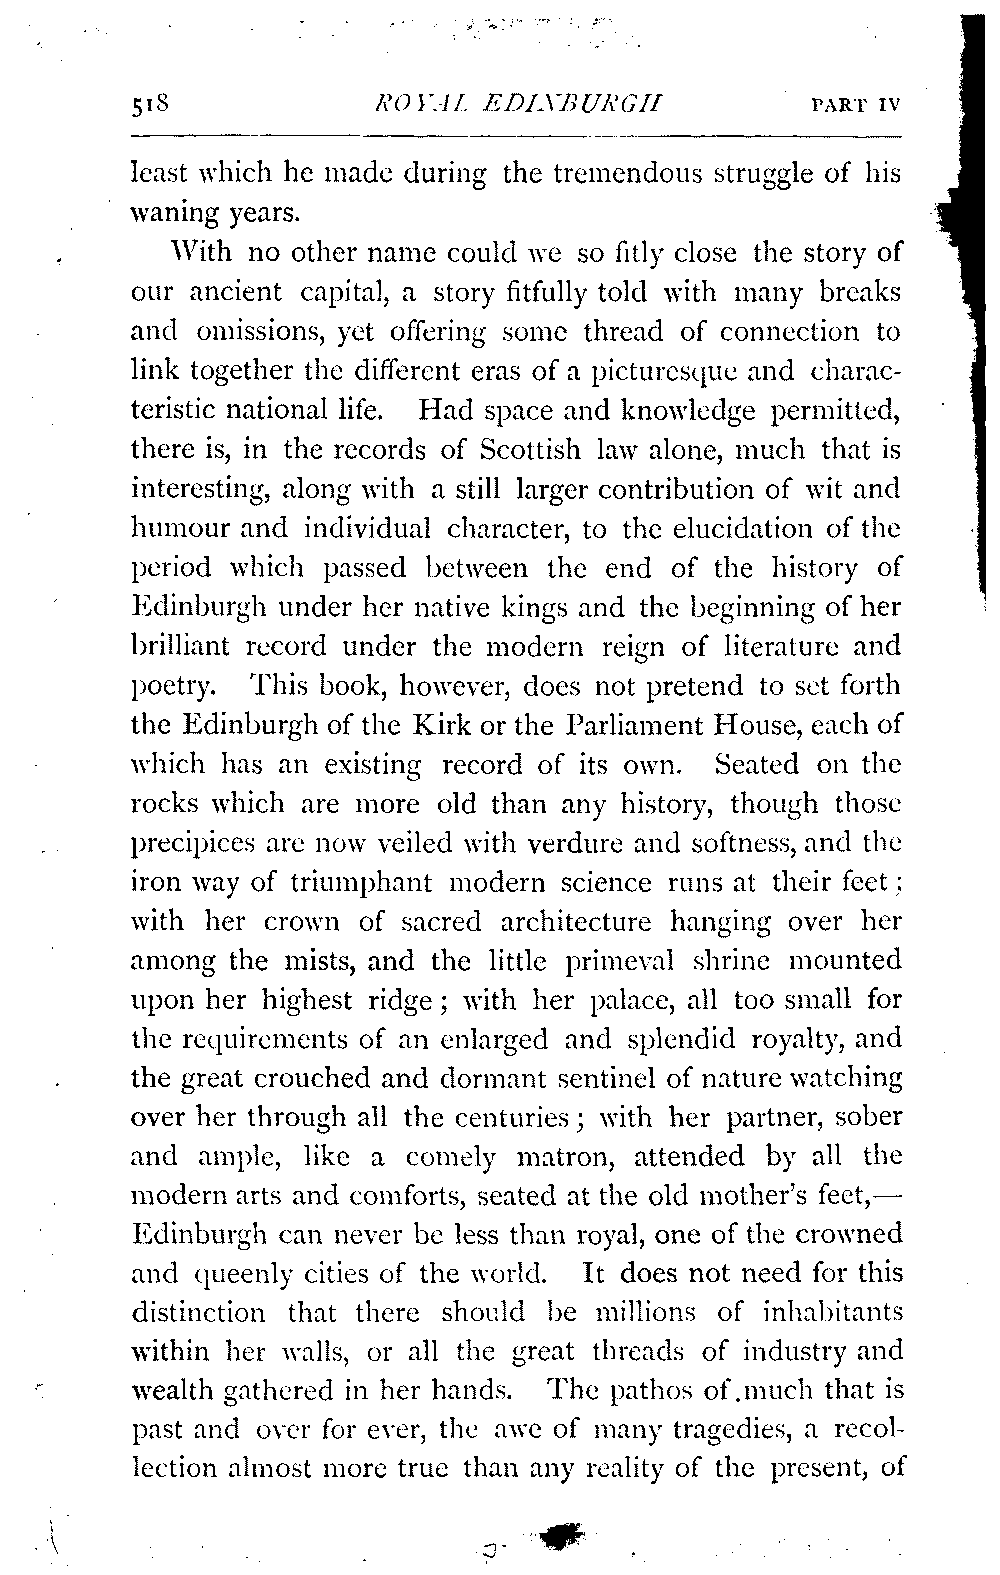 518 ROYAL EDINBURGH PART IV
least which he made during the tremendous struggle of his
waning years.
With no other name could we so fitly close the story of
our ancient capital, a story fitfully told with many breaks
and omissions, yet offering some thread of connection to
link together the different eras of a picturesque and charac-
teristic national life. Had space and knowledge permitted,
there is, in the records of Scottish law alone, much that is
interesting, along with a still larger contribution of wit and
humour and individual character, to the elucidation of the
period which passed between the end of the history of
Edinburgh under her native kings and the beginning of her
brilliant record under the modern reign of literature and
poetry. This book, however, does not pretend to set forth
the Edinburgh of the Kirk or the Parliament House, each of
which has an existing record of its own. Seated on the
rocks which are more old than any history, though those
precipices are now veiled with verdure and softness, and the
iron way of triumphant modern science runs at their feet ;
with her crown of sacred architecture hanging over her
among the mists, and the little primeval shrine mounted
upon her highest ridge ; with her palace, all too small for
the requirements of an enlarged and splendid royalty, and
the great crouched and dormant sentinel of nature watching
over her through all the centuries ; with her partner, sober
and ample, like a comely matron, attended by all the
modern arts and comforts, seated at the old mother's feet,—
Edinburgh can never be less than royal, one of the crowned
and queenly cities of the world. It does not need for this
distinction that there should be millions of inhabitants
within her walls, or all the great threads of industry and
wealth gathered in her hands. The pathos of much that is
past and over for ever, the awe of many tragedies, a recol-
lection almost more true than any reality of the present, of